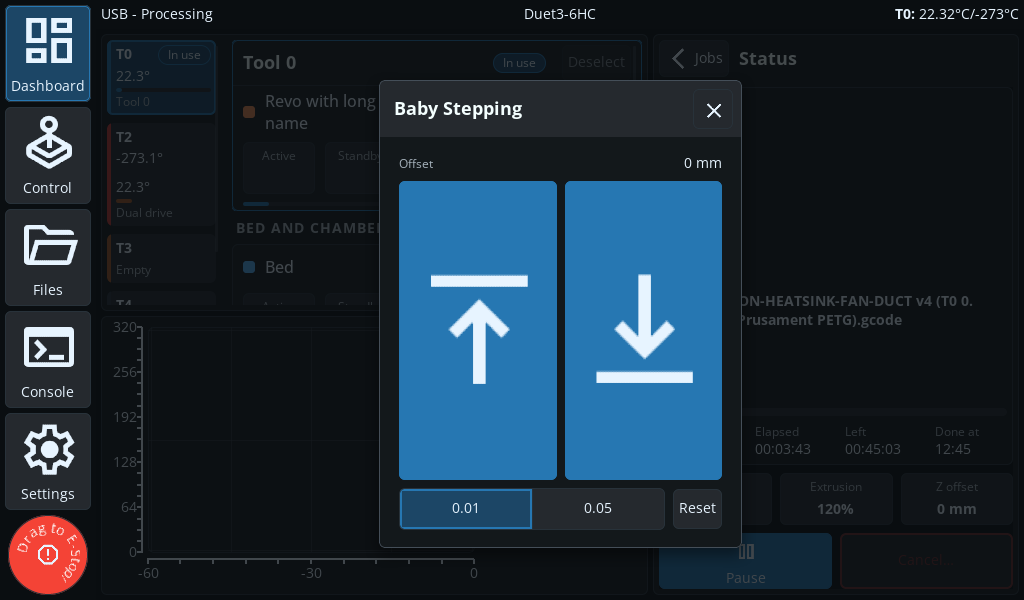 USB - Processing
Duet3-6HC
T0: 22.32°C/-273°C
Dashboard
Control
Files
Console
Settings
Drag to E-Stop!
T0
In use
22.3°
Tool 0
T2
-273.1°
22.3°
Dual drive
T3
Empty
T4
Tool 0
In use
Deselect
Revo with long
name
Active
Standby
BED AND CHAMBE
Bed
320
256
192
128
64
0
-60
-30
0
Baby Stepping
Offset
0 mm
0.01
0.05
Reset
Jobs
Status
ON-HEATSINK-FAN-DUCT v4 (T0 0.
Prusament PETG).gcode
Elapsed
Left
Done at
00:03:43
00:45:03
12:45
Extrusion
Z offset
120%
0 mm
Pause
Cancel...